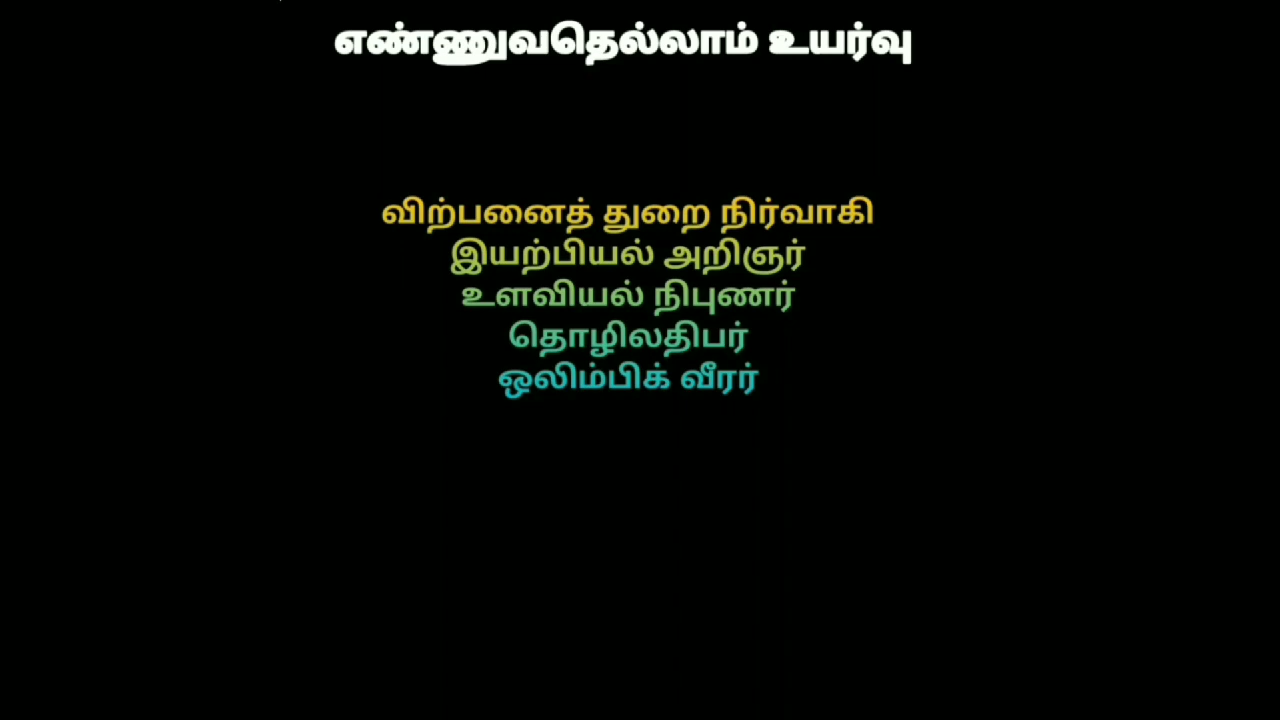 எண்ணுவதெல்லாம் உயர்வு
விற்பனைத் துறை நிர்வாகி
இயற்பியல் அறிஞர்
உளவியல் நிபுணர்
தொழிலதிபர்
ஒலிம்பிக் வீரர்